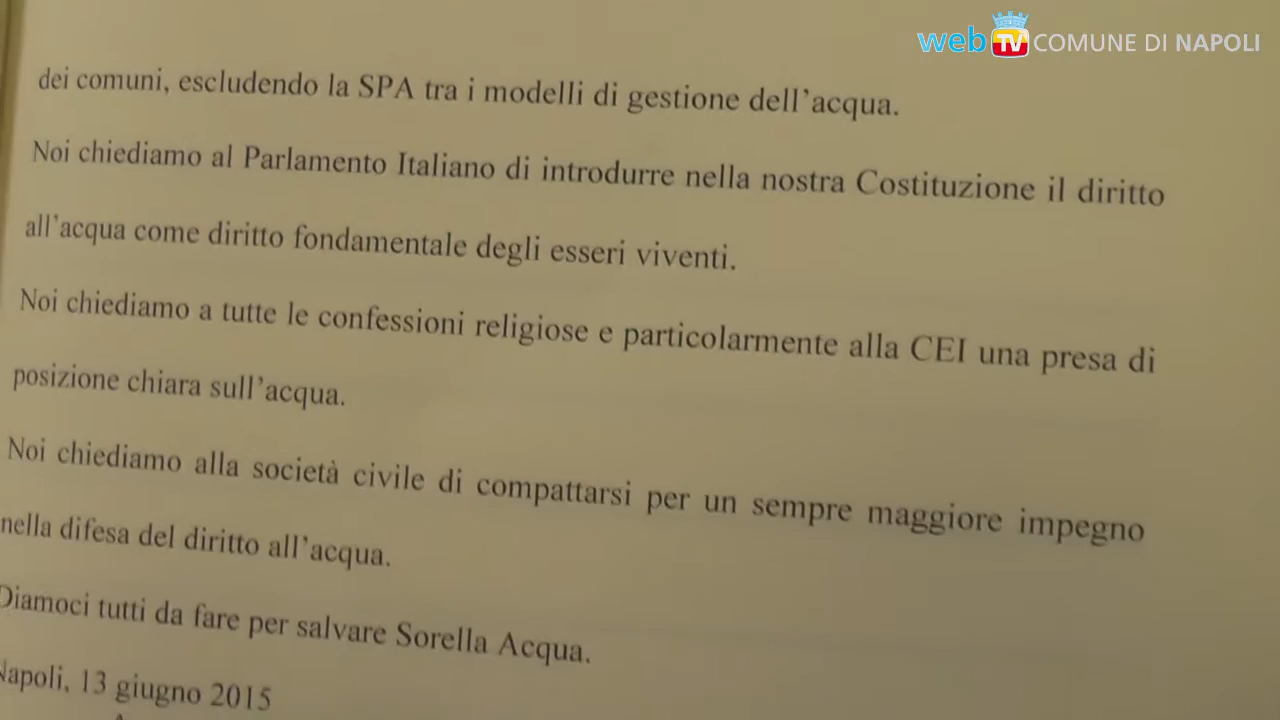 web TV COMUNE DI NAPOLI
dei comuni, escludendo la SPA tra i modelli di gestione dell'acqua.
Noi chiediamo al Parlamento Italiano di introdurre nella nostra Costituzione il diritto
all'acqua come diritto fondamentale degli esseri viventi.
Noi chiediamo a tutte le confessioni religiose e particolarmente alla CEI una presa di
posizione chiara sull'acqua.
Noi chiediamo alla società civile di compattarsi per un sempre maggiore impegno
nella difesa del diritto all'acqua.
Diamoci tutti da fare per salvare Sorella Acqua.
Napoli, 13 giugno 2015